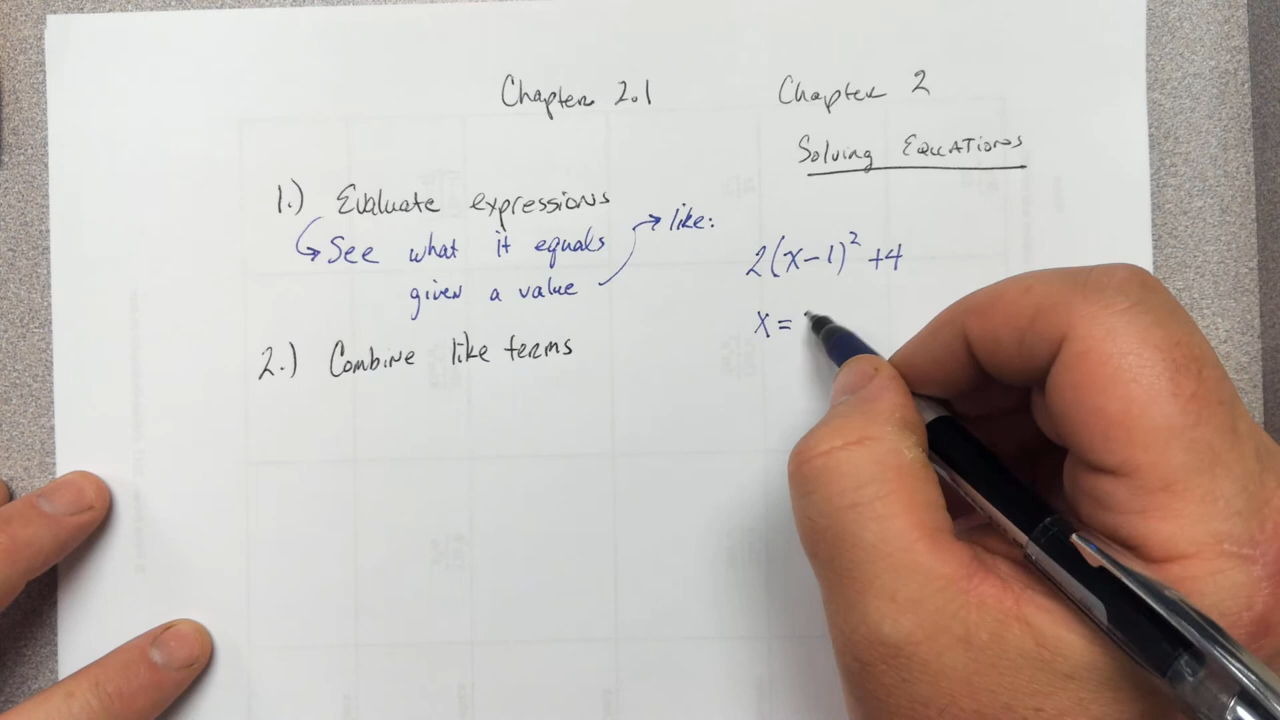 Chapter 2.1
Chapter 2
Solving Equations
1.) Evaluate expressions
See what it equals
given a value
like:
2(x-1)² +4
x =
2.) Combine like terms